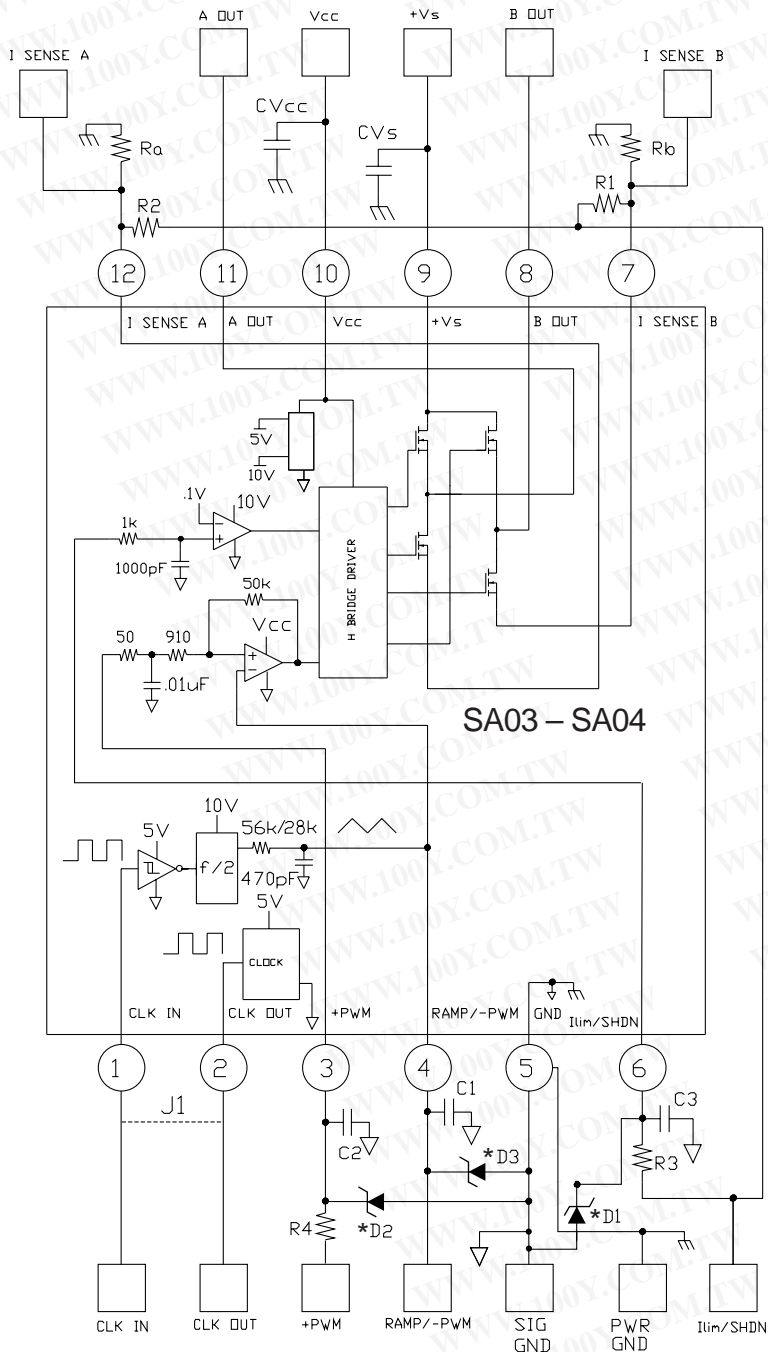 A OUT
Vcc
+Vs
B OUT
I SENSE A
I SENSE B
CVcc
CVs
Ra
Rb
R2
R1
12
11
10
9
8
7
I SENSE A
A OUT
Vcc
+Vs
B OUT
I SENSE B
5V
10V
.1V
10V
1k
1000pF
H BRIDGE DRIVER
50k
Vcc
50
910
.01uF
SA03 – SA04
10V
5V
56k/28k
f/2
470pF
5V
CLOCK
CLK IN
CLK OUT
+PWM
RAMP/-PWM
GND
Ilim/SHDN
1
2
3
4
5
6
J1
C1
C2
C3
*D3
R3
*D2
*D1
R4
CLK IN
CLK OUT
+PWM
RAMP/-PWM
SIG
GND
PWR
GND
Ilim/SHDN
WWW.100Y.COM.TW